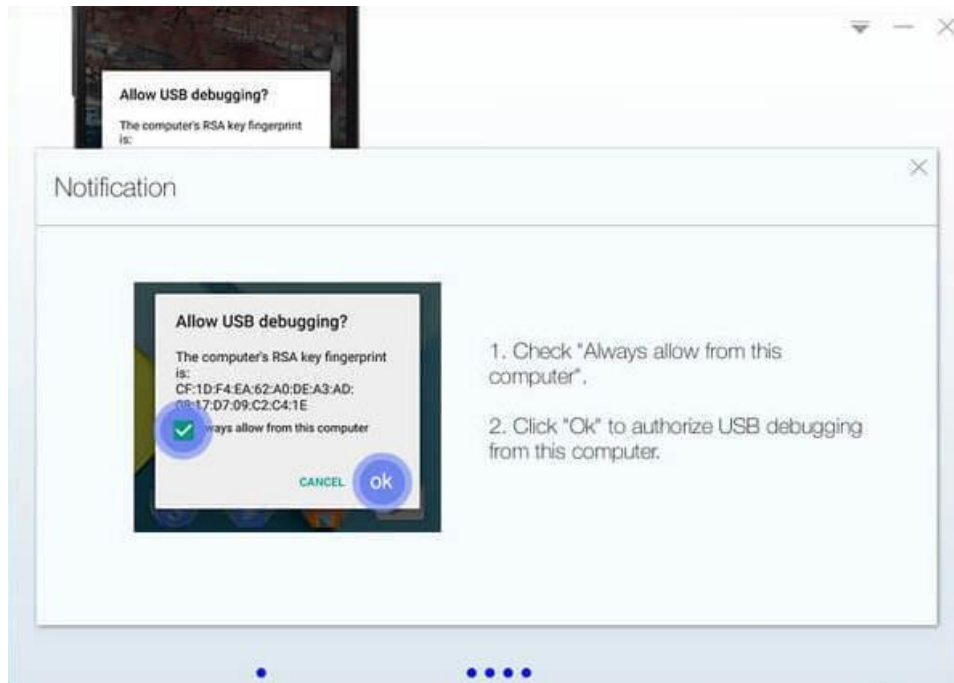 Allow USB debugging?
The computer's RSA key fingerprint
is:
Notification
Allow USB debugging?
The computer's RSA key fingerprint
is:
CF:1D:F4:EA:62:A0:DE:A3:AD:
:17:D7:09:C2:C4:1E
ways allow from this computer
CANCEL ok
1. Check "Always allow from this
computer".
2. Click "Ok" to authorize USB debugging
from this computer.